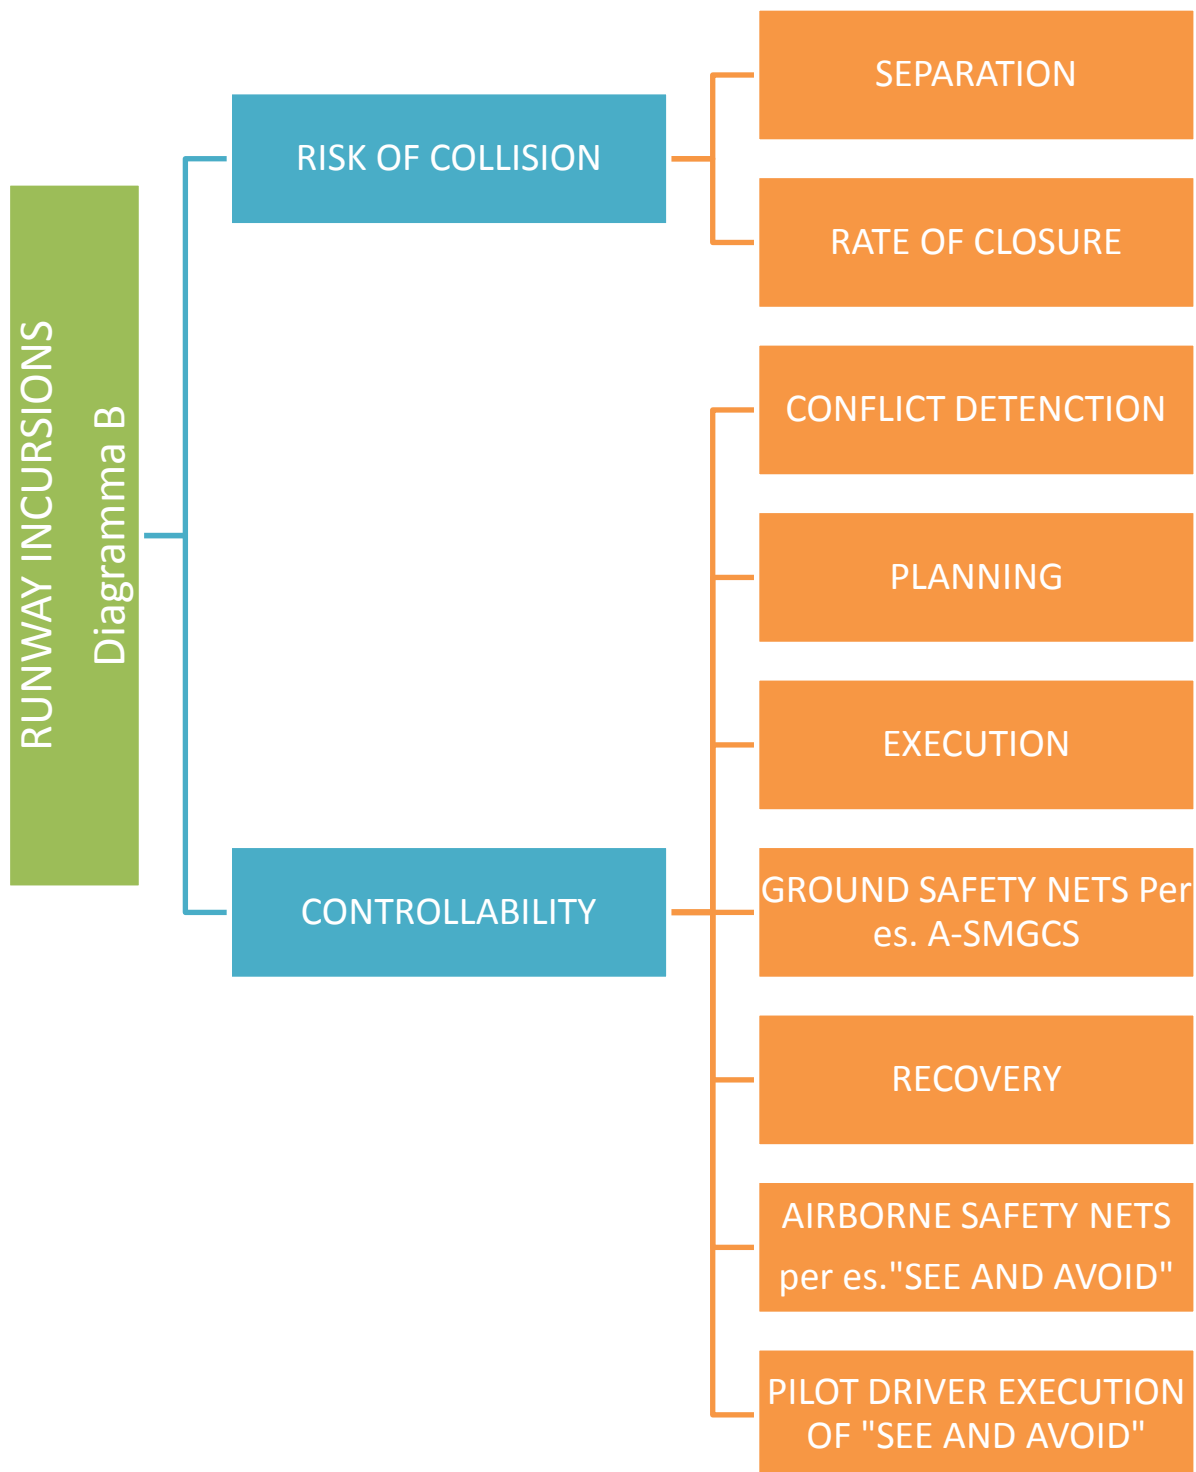 RUNWAY INCURSIONS
Diagramma B
RISK OF COLLISION
SEPARATION
RATE OF CLOSURE
CONTROLLABILITY
CONFLICT DETENCTION
PLANNING
EXECUTION
GROUND SAFETY NETS Per
es. A-SMGCS
RECOVERY
AIRBORNE SAFETY NETS
per es."SEE AND AVOID"
PILOT DRIVER EXECUTION
OF "SEE AND AVOID"